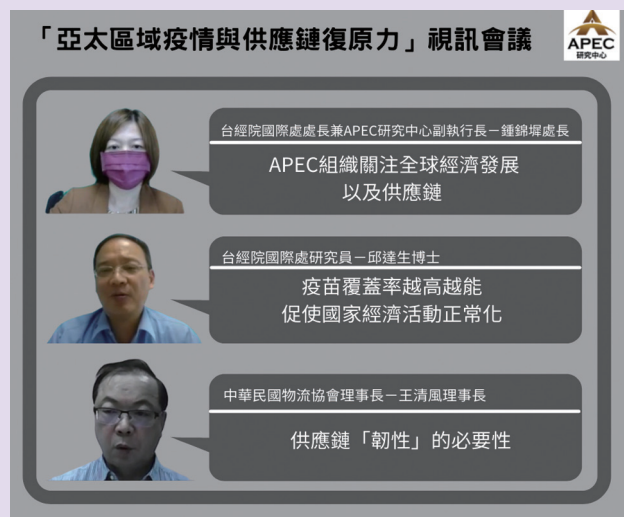 「亞太區域疫情與供應鏈復原力」視訊會議
APEC
研究中心
台經院國際處處長兼APEC研究中心副執行長－鍾錦墀處長
APEC組織關注全球經濟發展
以及供應鏈
台經院國際處研究員－邱達生博士
疫苗覆蓋率越高越能
促使國家經濟活動正常化
中華民國物流協會理事長－王清風理事長
供應鏈「韌性」的必要性